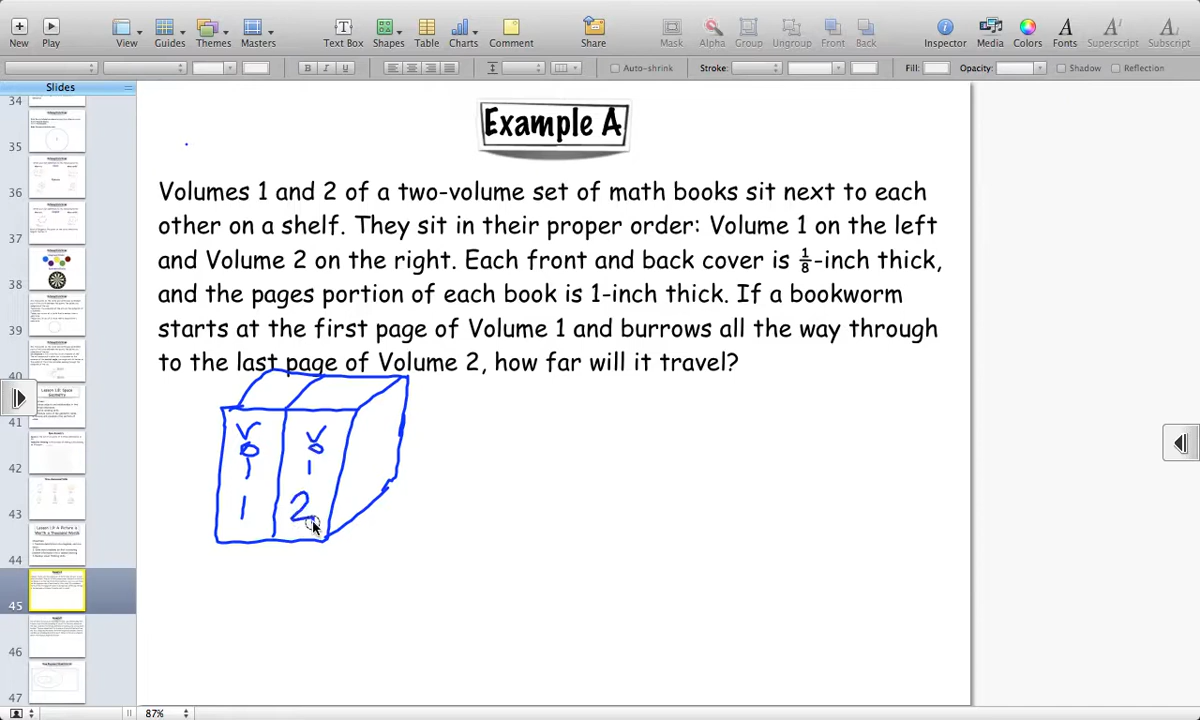 New Play View Guides Themes Masters Text Box Shapes Table Charts Comment Share Mask Alpha Group Ungroup Front Back Inspector Media Colors Fonts Superscript Subscript
B I U Auto-shrink Stroke: Fill: Opacity: Shadow Reflection
Slides
34
35
36
37
38
39
40
41
42
43
44
45
46
47
Example A
Volumes 1 and 2 of a two-volume set of math books sit next to each
other on a shelf. They sit in their proper order: Volume 1 on the left
and Volume 2 on the right. Each front and back cover is 1/8-inch thick,
and the pages portion of each book is 1-inch thick. If a bookworm
starts at the first page of Volume 1 and burrows all the way through
to the last page of Volume 2, how far will it travel?
Vol 1
Vol 2
87%